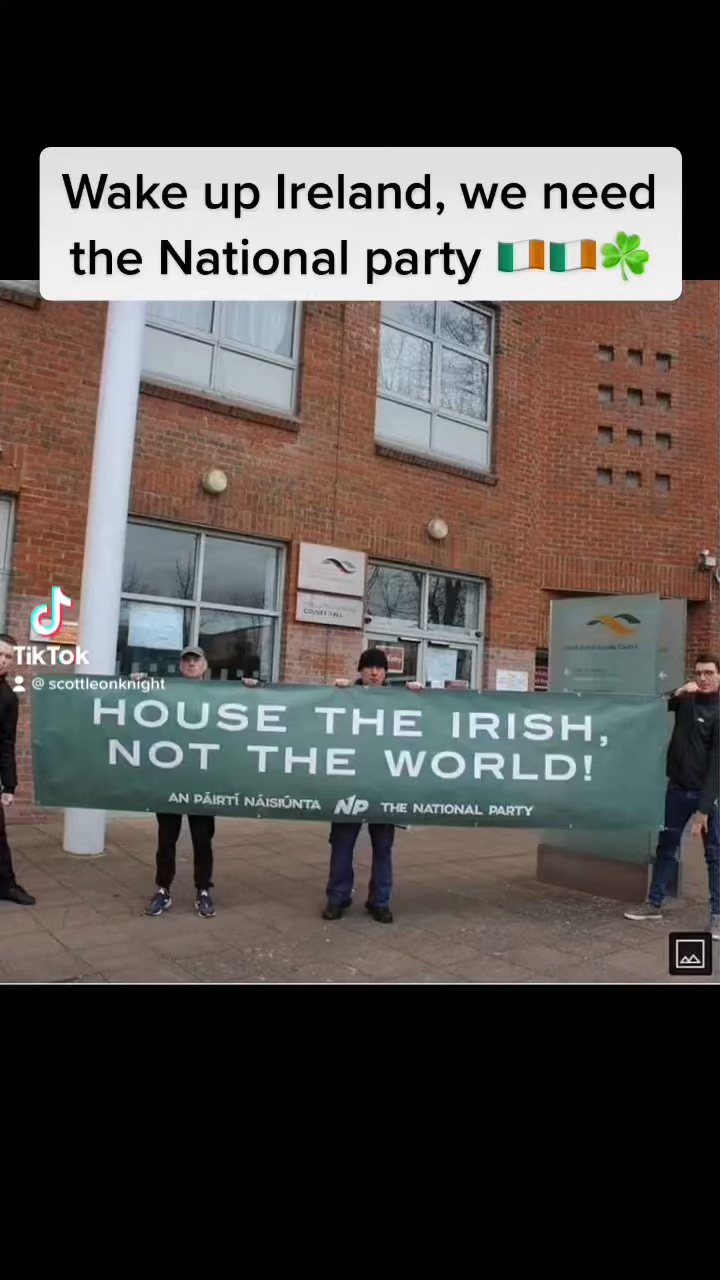 Wake up Ireland, we need
the National party 🇮🇪🇮🇪☘️
COUNTY HALL
TikTok
@ scottleonknight
HOUSE THE IRISH,
NOT THE WORLD!
AN PÁIRTÍ NÁISIÚNTA NP THE NATIONAL PARTY